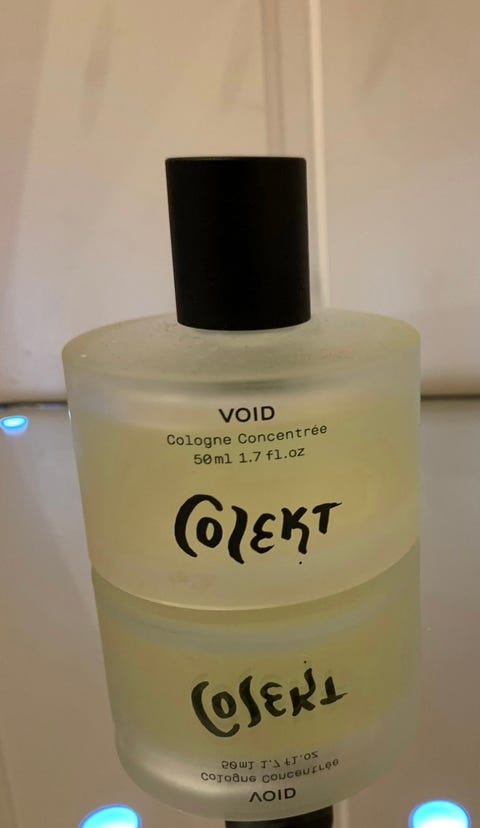 VOID
Cologne Concentrée
50ml 1.7 fl.oz
COLEKT